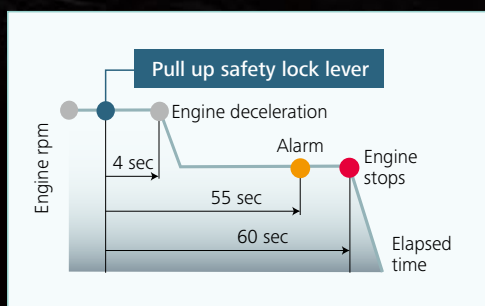 Pull up safety lock lever
Engine deceleration
Alarm
Engine
stops
4 sec
55 sec
60 sec
Engine rpm
Elapsed
time